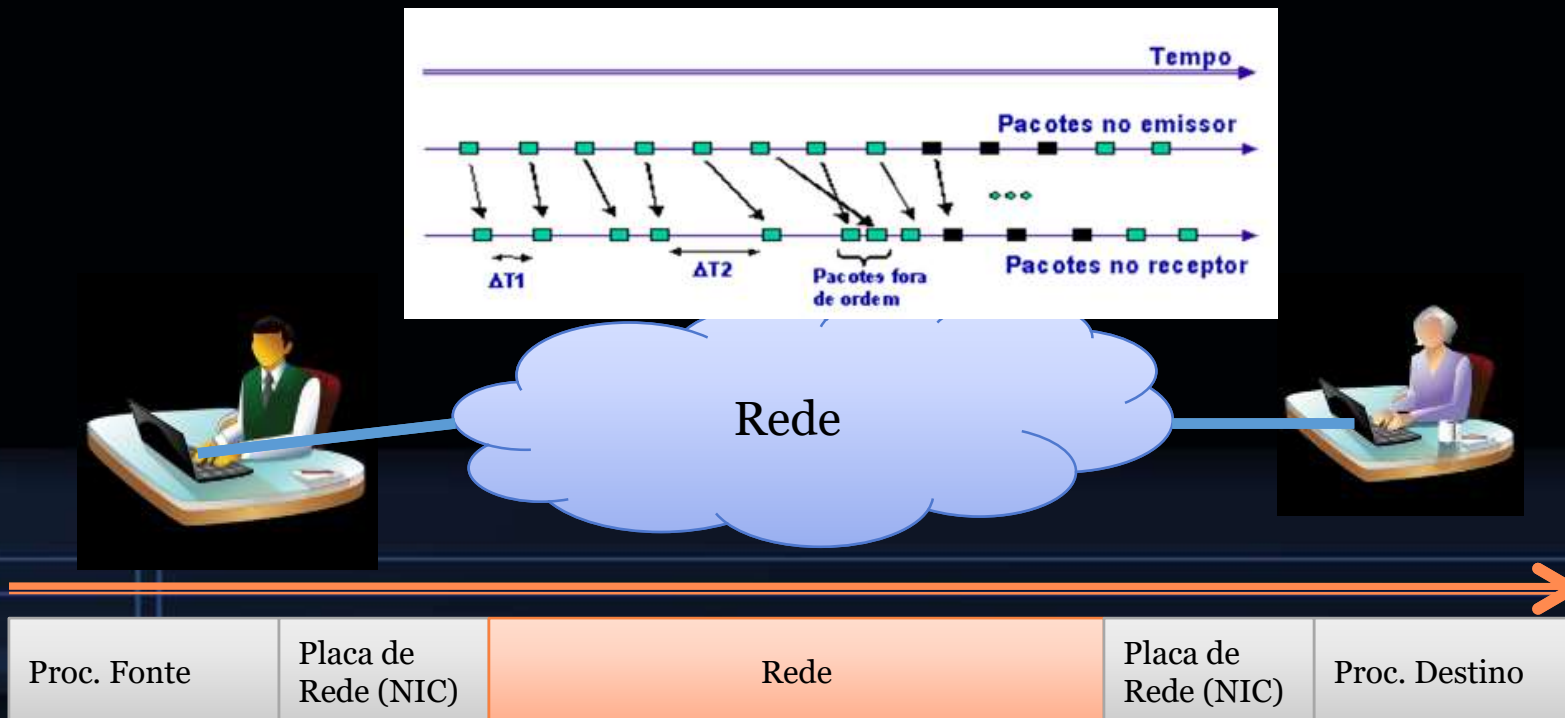 Tempo
Pacotes no emissor
ΔT1
ΔT2
Pacotes fora
de ordem
Pacotes no receptor
Rede
Proc. Fonte
Placa de
Rede (NIC)
Rede
Placa de
Rede (NIC)
Proc. Destino